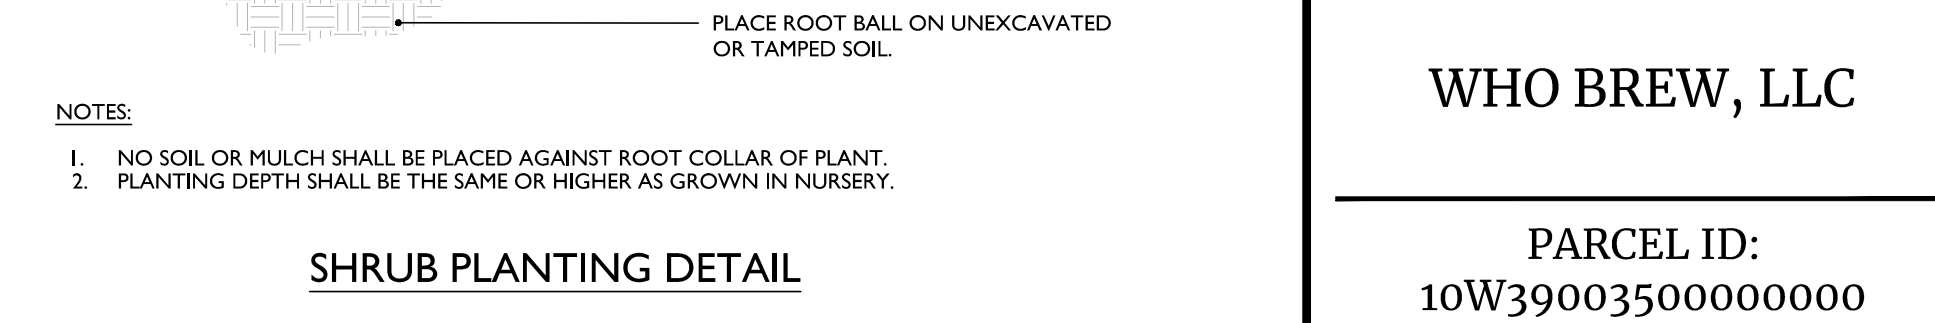 PLACE ROOT BALL ON UNEXCAVATED
OR TAMPED SOIL.
NOTES:
1. NO SOIL OR MULCH SHALL BE PLACED AGAINST ROOT COLLAR OF PLANT.
2. PLANTING DEPTH SHALL BE THE SAME OR HIGHER AS GROWN IN NURSERY.
SHRUB PLANTING DETAIL
WHO BREW, LLC
PARCEL ID:
10W39003500000000